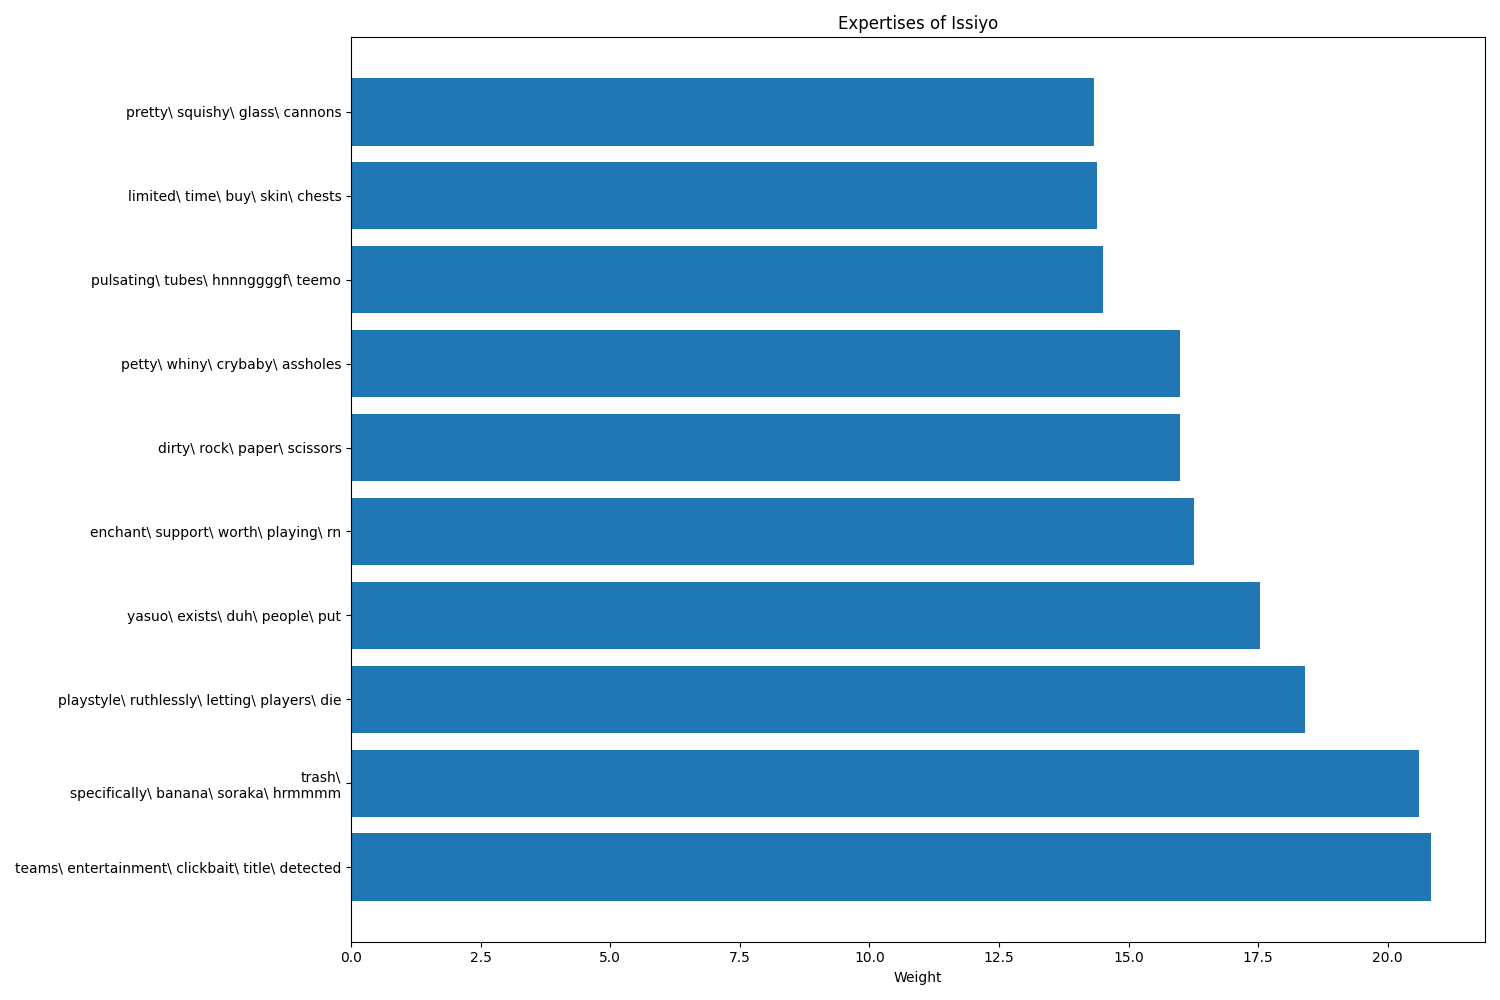 Expertises of Issiyo
pretty\ squishy\ glass\ cannons
limited\ time\ buy\ skin\ chests
pulsating\ tubes\ hnnnggggf\ teemo
petty\ whiny\ crybaby\ assholes
dirty\ rock\ paper\ scissors
enchant\ support\ worth\ playing\ rn
yasuo\ exists\ duh\ people\ put
playstyle\ ruthlessly\ letting\ players\ die
trash\
specifically\ banana\ soraka\ hrmmmm
teams\ entertainment\ clickbait\ title\ detected
0.0 2.5 5.0 7.5 10.0 12.5 15.0 17.5 20.0
Weight